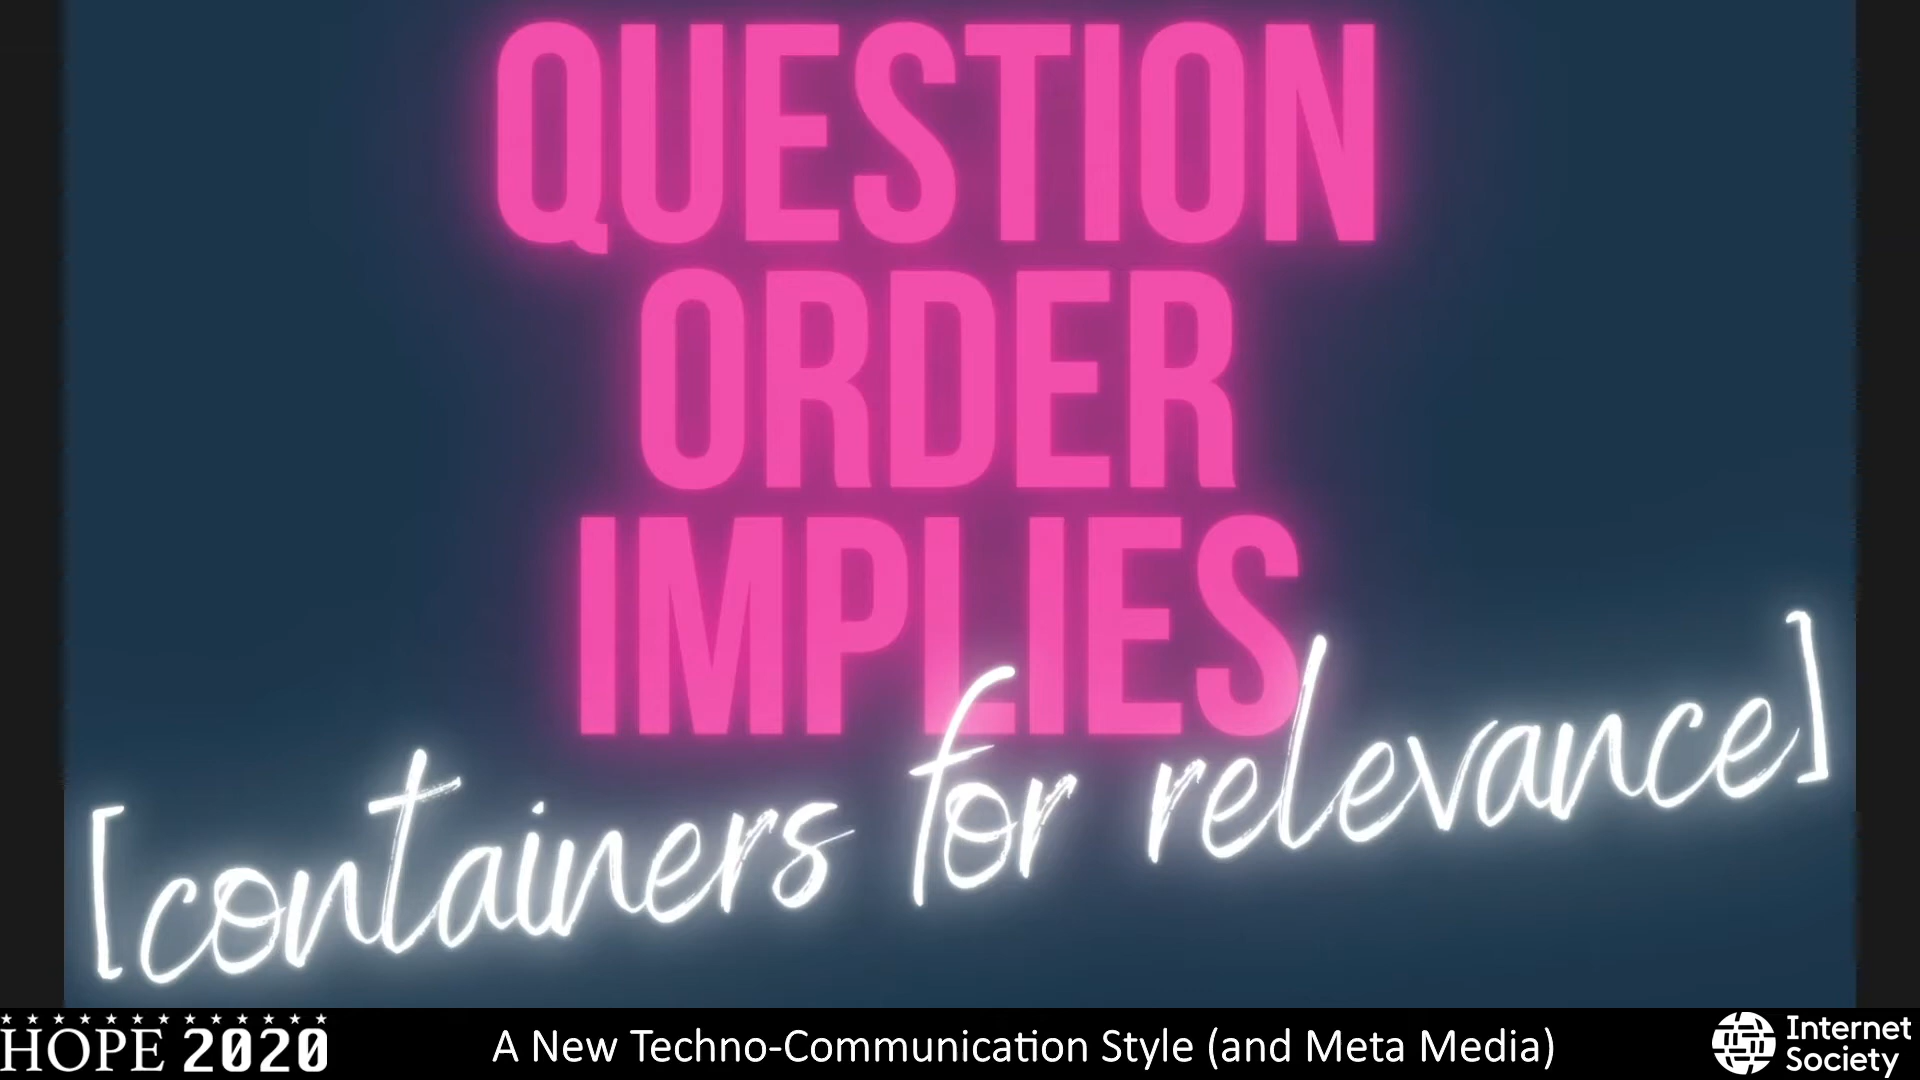 QUESTION
ORDER
IMPLIES
[containers for relevance]
HOPE 2020
A New Techno-Communication Style (and Meta Media)
Internet
Society